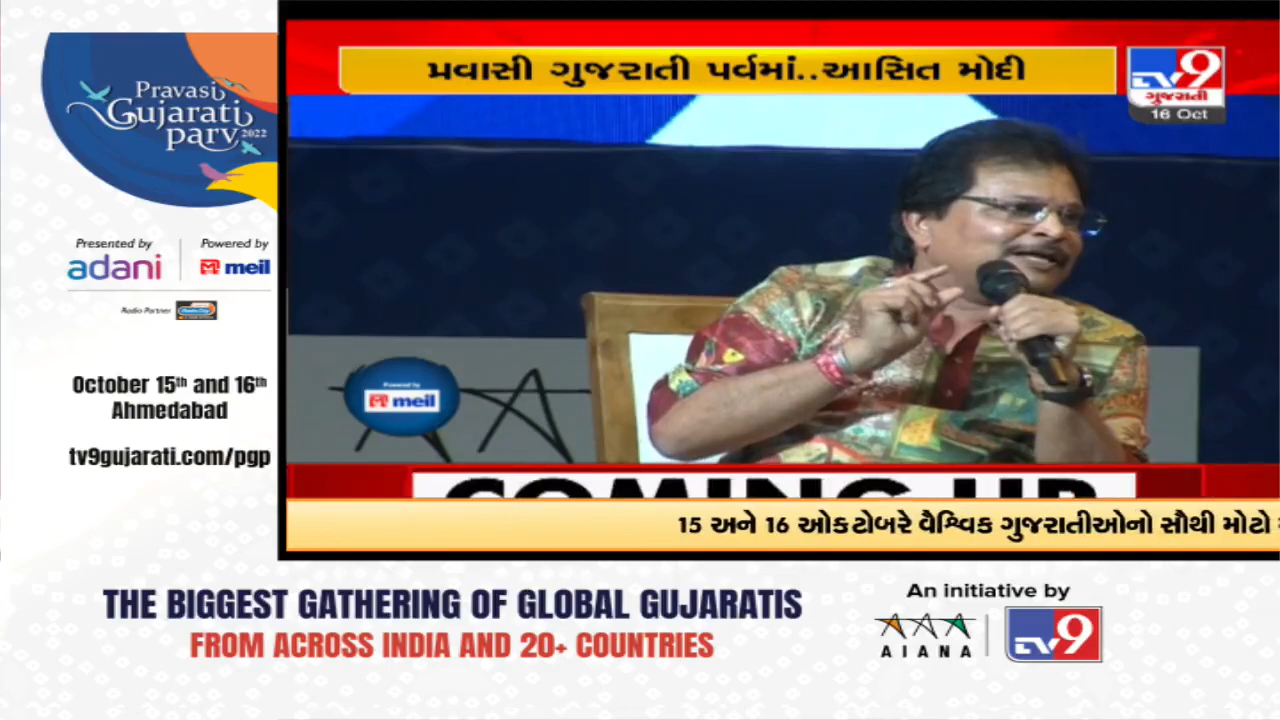 પ્રવાસી ગુજરાતી પર્વમાં..આસિત મોદી
TV9
ગુજરાતી
16 Oct
Pravasi
Gujarati
parv 2022
Presented by
adani
Powered by
meil
Radio Partner
October 15th and 16th
Ahmedabad
tv9gujarati.com/pgp
Powered by
meil
COMING UP
15 અને 16 ઓક્ટોબરે વૈશ્વિક ગુજરાતીઓનો સૌથી મોટો
THE BIGGEST GATHERING OF GLOBAL GUJARATIS
FROM ACROSS INDIA AND 20+ COUNTRIES
An initiative by
AIANA
TV9